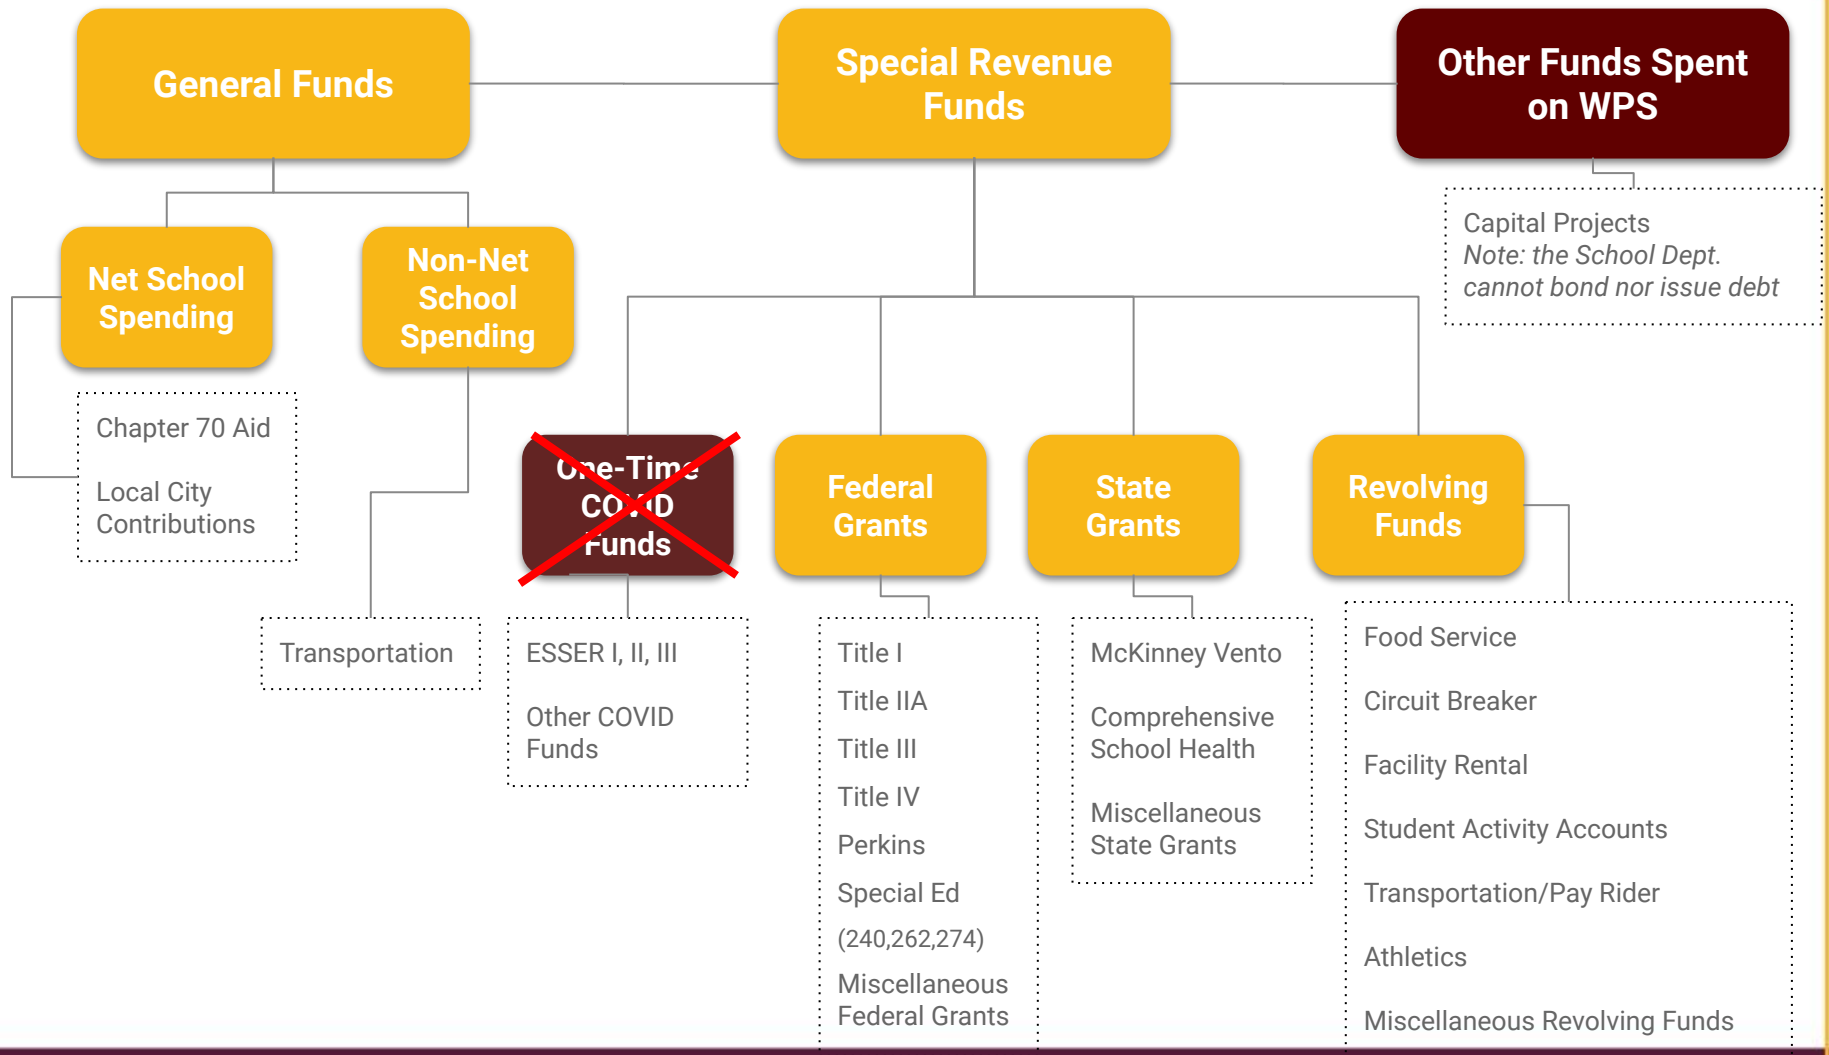 General Funds
Special Revenue
Funds
Other Funds Spent
on WPS
Capital Projects
Note: the School Dept.
cannot bond nor issue debt
Net School
Spending
Non-Net
School
Spending
Chapter 70 Aid
Local City
Contributions
Transportation
One-Time
COVID
Funds
Federal
Grants
State
Grants
Revolving
Funds
ESSER I, II, III
Other COVID
Funds
Title I
Title IIA
Title III
Title IV
Perkins
Special Ed
(240,262,274)
Miscellaneous
Federal Grants
McKinney Vento
Comprehensive
School Health
Miscellaneous
State Grants
Food Service
Circuit Breaker
Facility Rental
Student Activity Accounts
Transportation/Pay Rider
Athletics
Miscellaneous Revolving Funds